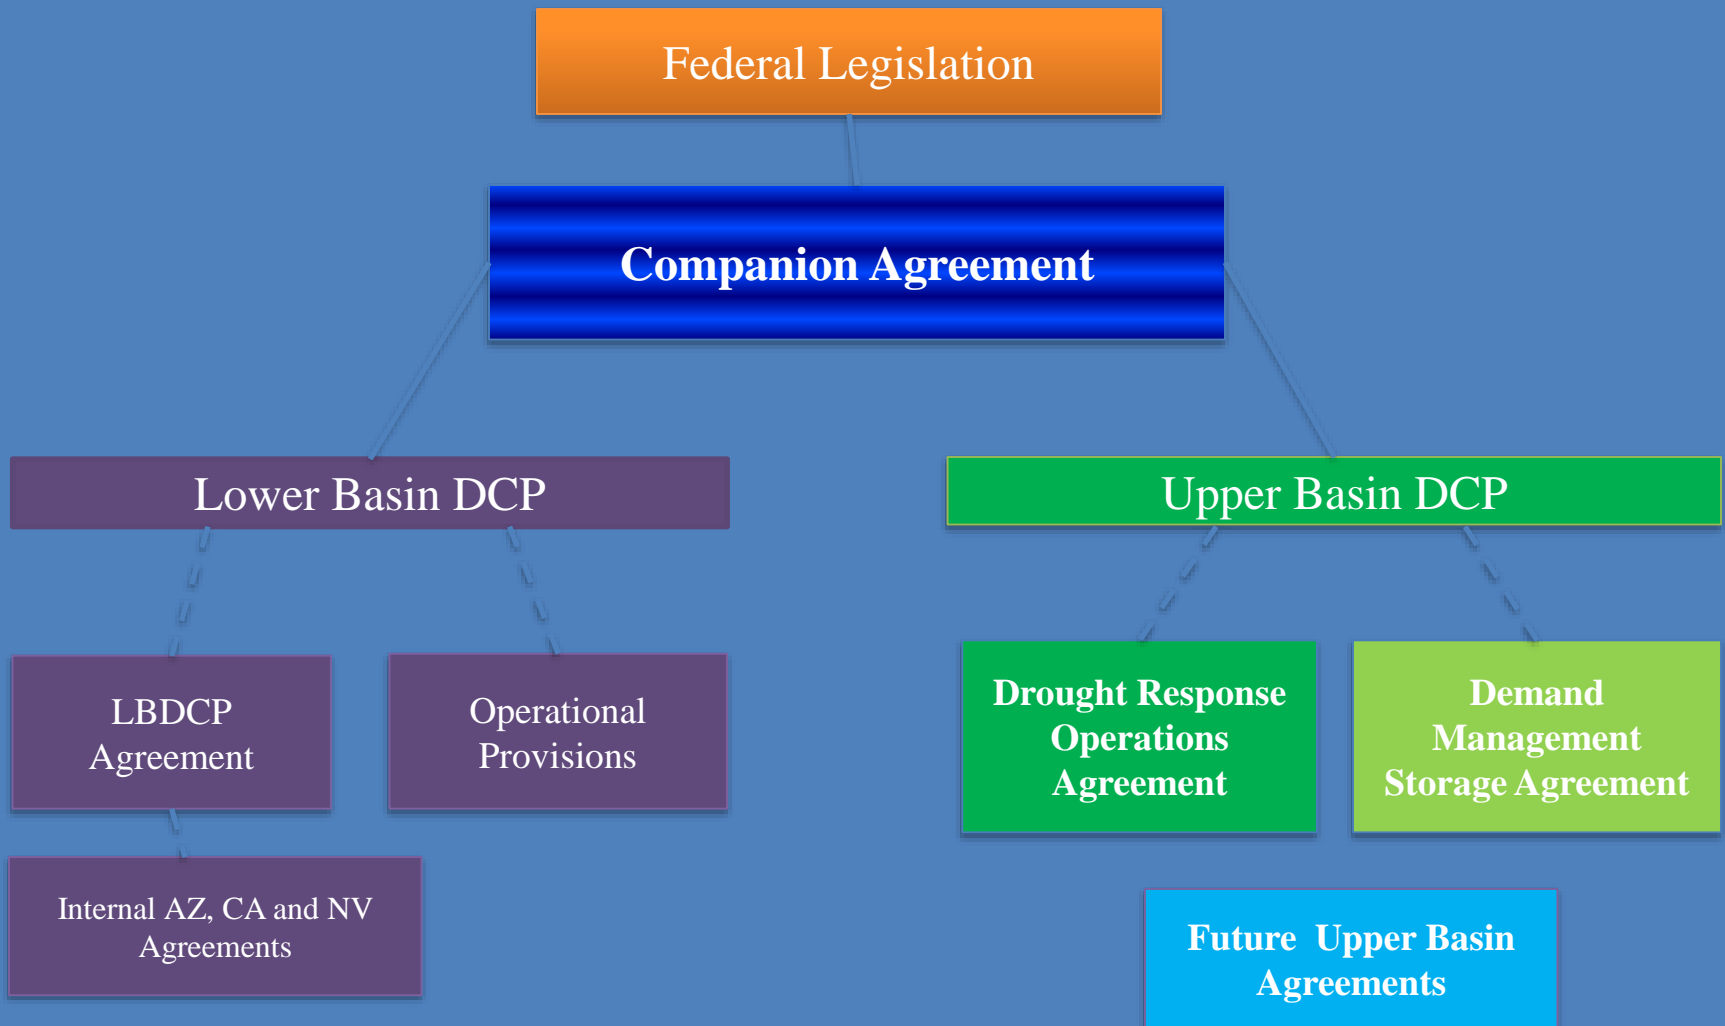 Federal Legislation
Companion Agreement
Lower Basin DCP
Upper Basin DCP
LBDCP
Agreement
Operational
Provisions
Drought Response
Operations
Agreement
Demand
Management
Storage Agreement
Internal AZ, CA and NV
Agreements
Future Upper Basin
Agreements